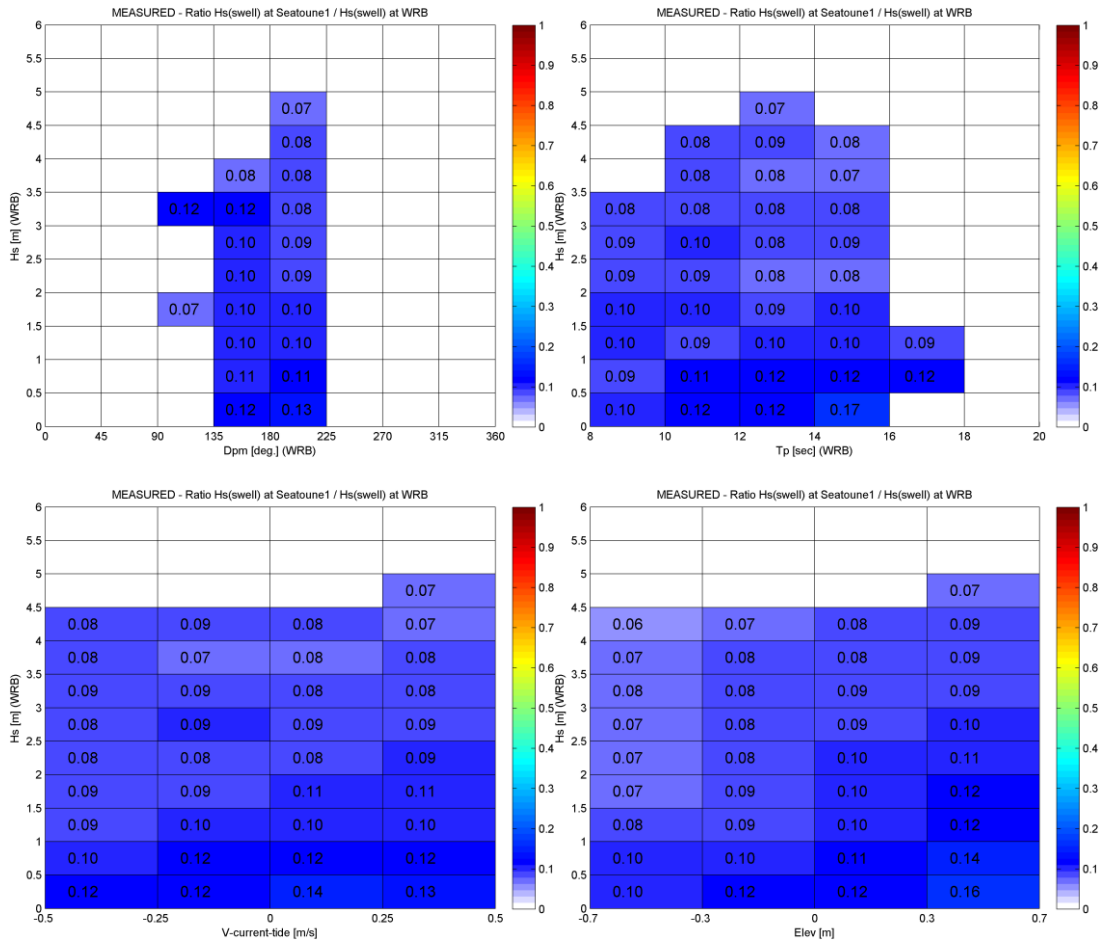 MEASURED - Ratio Hs(swell) at Seatoune1 / Hs(swell) at WRB
Hs [m] (WRB)
6
5.5
5
4.5
4
3.5
3
2.5
2
1.5
1
0.5
0
0.07
0.08
0.08 0.08
0.12 0.12 0.08
0.10 0.09
0.10 0.09
0.07 0.10 0.10
0.10 0.10
0.11 0.11
0.12 0.13
0 45 90 135 180 225 270 315 360
Dpm [deg.] (WRB)
1
0.9
0.8
0.7
0.6
0.5
0.4
0.3
0.2
0.1
0
MEASURED - Ratio Hs(swell) at Seatoune1 / Hs(swell) at WRB
Hs [m] (WRB)
6
5.5
5
4.5
4
3.5
3
2.5
2
1.5
1
0.5
0
0.07
0.08 0.09 0.08
0.08 0.08 0.07
0.08 0.08 0.08 0.08
0.09 0.10 0.08 0.09
0.09 0.09 0.08 0.08
0.10 0.10 0.09 0.10
0.10 0.09 0.10 0.10 0.09
0.09 0.11 0.12 0.12 0.12
0.10 0.12 0.12 0.17
8 10 12 14 16 18 20
Tp [sec] (WRB)
1
0.9
0.8
0.7
0.6
0.5
0.4
0.3
0.2
0.1
0
MEASURED - Ratio Hs(swell) at Seatoune1 / Hs(swell) at WRB
Hs [m] (WRB)
6
5.5
5
4.5
4
3.5
3
2.5
2
1.5
1
0.5
0
0.07
0.08 0.09 0.08 0.07
0.08 0.07 0.08 0.08
0.09 0.09 0.08 0.08
0.08 0.09 0.09 0.09
0.08 0.08 0.08 0.09
0.09 0.09 0.11 0.11
0.09 0.10 0.10 0.10
0.10 0.12 0.12 0.12
0.12 0.12 0.14 0.13
-0.5 -0.25 0 0.25 0.5
V-current-tide [m/s]
1
0.9
0.8
0.7
0.6
0.5
0.4
0.3
0.2
0.1
0
MEASURED - Ratio Hs(swell) at Seatoune1 / Hs(swell) at WRB
Hs [m] (WRB)
6
5.5
5
4.5
4
3.5
3
2.5
2
1.5
1
0.5
0
0.07
0.06 0.07 0.08 0.09
0.07 0.08 0.08 0.09
0.08 0.08 0.08 0.09
0.07 0.08 0.09 0.10
0.07 0.08 0.10 0.11
0.07 0.09 0.10 0.12
0.08 0.09 0.10 0.12
0.10 0.10 0.11 0.14
0.10 0.12 0.12 0.16
-0.7 -0.3 0 0.3 0.7
Elev [m]
1
0.9
0.8
0.7
0.6
0.5
0.4
0.3
0.2
0.1
0